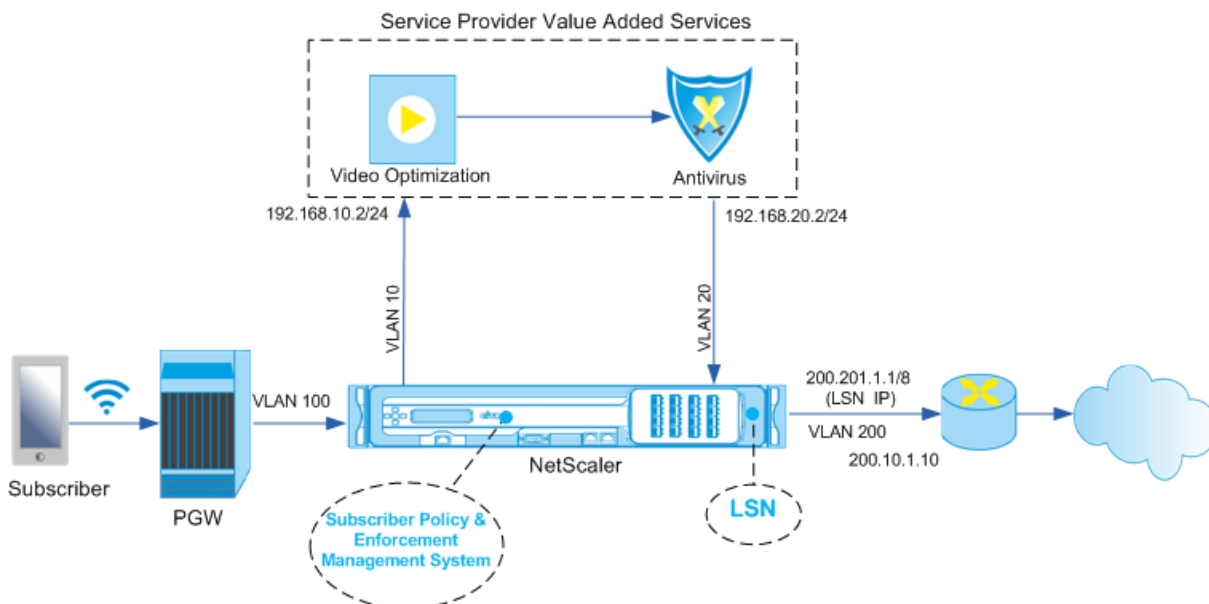 Service Provider Value Added Services
Video Optimization
Antivirus
192.168.10.2/24
192.168.20.2/24
VLAN 10
VLAN 20
VLAN 100
200.201.1.1/8
(LSN IP)
VLAN 200
200.10.1.10
Subscriber
PGW
NetScaler
Subscriber Policy &
Enforcement
Management System
LSN